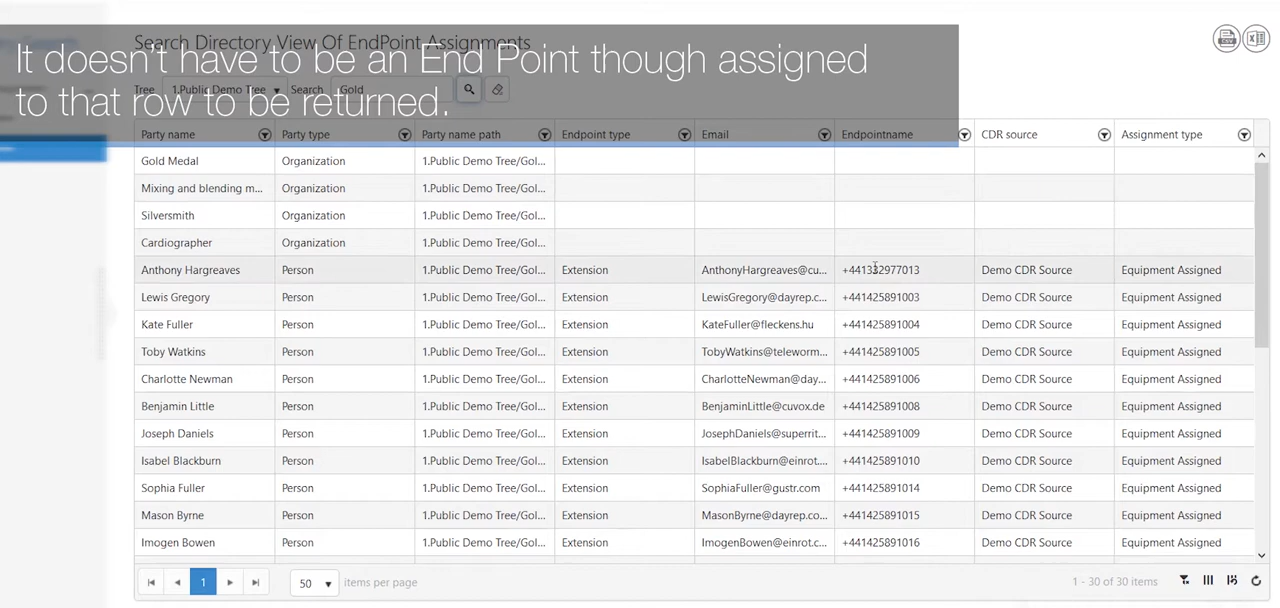 Search Directory View Of EndPoint Assignments
It doesn't have to be an End Point though assigned
to that row to be returned.
Tree 1.Public Demo Tree Search Gold
Party name Party type Party name path Endpoint type Email Endpointname CDR source Assignment type
Gold Medal Organization 1.Public Demo Tree/Gol...
Mixing and blending m... Organization 1.Public Demo Tree/Gol...
Silversmith Organization 1.Public Demo Tree/Gol...
Cardiographer Organization 1.Public Demo Tree/Gol...
Anthony Hargreaves Person 1.Public Demo Tree/Gol... Extension AnthonyHargreaves@cu... +441332977013 Demo CDR Source Equipment Assigned
Lewis Gregory Person 1.Public Demo Tree/Gol... Extension LewisGregory@dayrep.c... +441425891003 Demo CDR Source Equipment Assigned
Kate Fuller Person 1.Public Demo Tree/Gol... Extension KateFuller@fleckens.hu +441425891004 Demo CDR Source Equipment Assigned
Toby Watkins Person 1.Public Demo Tree/Gol... Extension TobyWatkins@teleworm... +441425891005 Demo CDR Source Equipment Assigned
Charlotte Newman Person 1.Public Demo Tree/Gol... Extension CharlotteNewman@day... +441425891006 Demo CDR Source Equipment Assigned
Benjamin Little Person 1.Public Demo Tree/Gol... Extension BenjaminLittle@cuvox.de +441425891008 Demo CDR Source Equipment Assigned
Joseph Daniels Person 1.Public Demo Tree/Gol... Extension JosephDaniels@superrit... +441425891009 Demo CDR Source Equipment Assigned
Isabel Blackburn Person 1.Public Demo Tree/Gol... Extension IsabelBlackburn@einrot.... +441425891010 Demo CDR Source Equipment Assigned
Sophia Fuller Person 1.Public Demo Tree/Gol... Extension SophiaFuller@gustr.com +441425891014 Demo CDR Source Equipment Assigned
Mason Byrne Person 1.Public Demo Tree/Gol... Extension MasonByrne@dayrep.co... +441425891015 Demo CDR Source Equipment Assigned
Imogen Bowen Person 1.Public Demo Tree/Gol... Extension ImogenBowen@einrot.c... +441425891016 Demo CDR Source Equipment Assigned
1 50 items per page 1 - 30 of 30 items